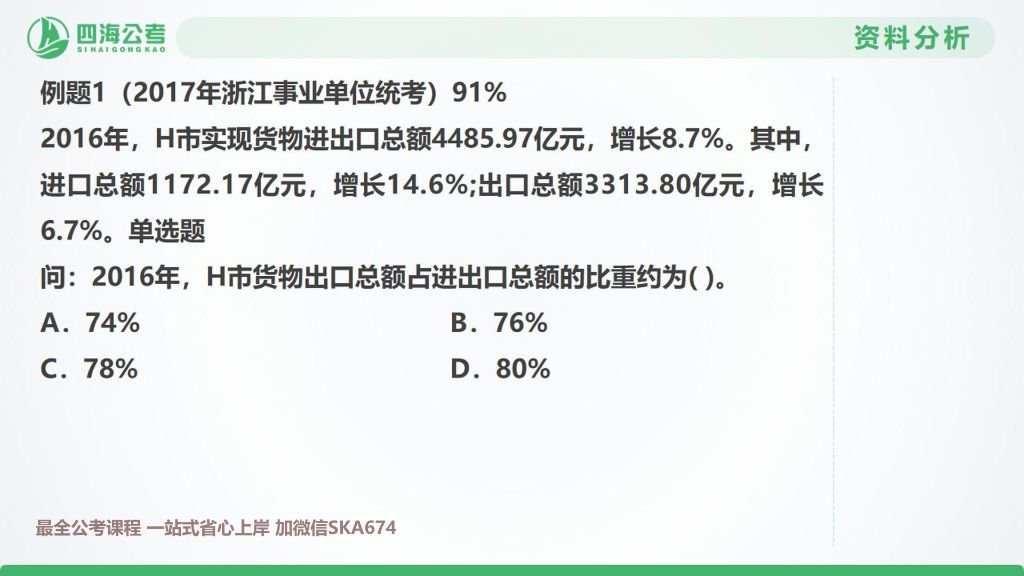 四海公考
SIHAIGONGKAO
资料分析
例题1（2017年浙江事业单位统考）91%
2016年，H市实现货物进出口总额4485.97亿元，增长8.7%。其中，
进口总额1172.17亿元，增长14.6%;出口总额3313.80亿元，增长
6.7%。单选题
问：2016年，H市货物出口总额占进出口总额的比重约为( )。
A．74%
B．76%
C．78%
D．80%
最全公考课程 一站式省心上岸 加微信SKA674